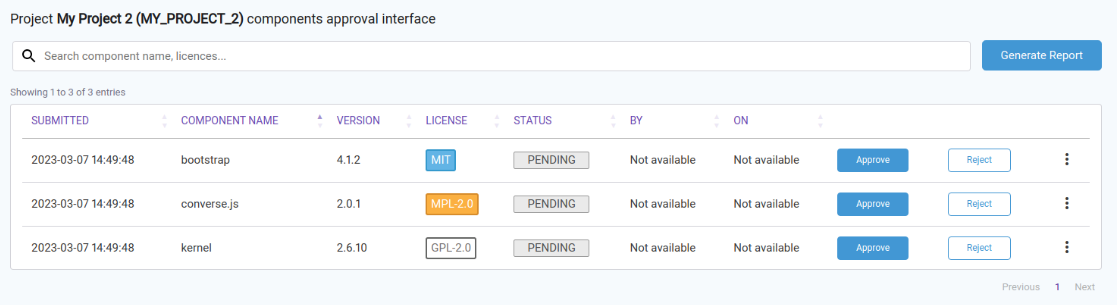 Project My Project 2 (MY_PROJECT_2) components approval interface
Search component name, licences...
Generate Report
Showing 1 to 3 of 3 entries
SUBMITTED COMPONENT NAME VERSION LICENSE STATUS BY ON
2023-03-07 14:49:48 bootstrap 4.1.2 MIT PENDING Not available Not available Approve Reject
2023-03-07 14:49:48 converse.js 2.0.1 MPL-2.0 PENDING Not available Not available Approve Reject
2023-03-07 14:49:48 kernel 2.6.10 GPL-2.0 PENDING Not available Not available Approve Reject
Previous 1 Next